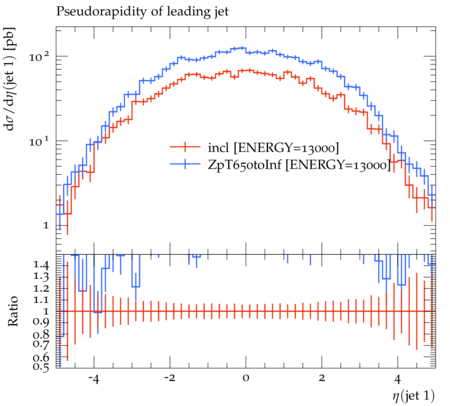 Pseudorapidity of leading jet
dσ/dη(jet 1) [pb]
10²
10¹
1
incl [ENERGY=13000]
ZpT650toInf [ENERGY=13000]
Ratio
1.4
1.3
1.2
1.1
1
0.9
0.8
0.7
0.6
0.5
-4 -2 0 2 4
η(jet 1)